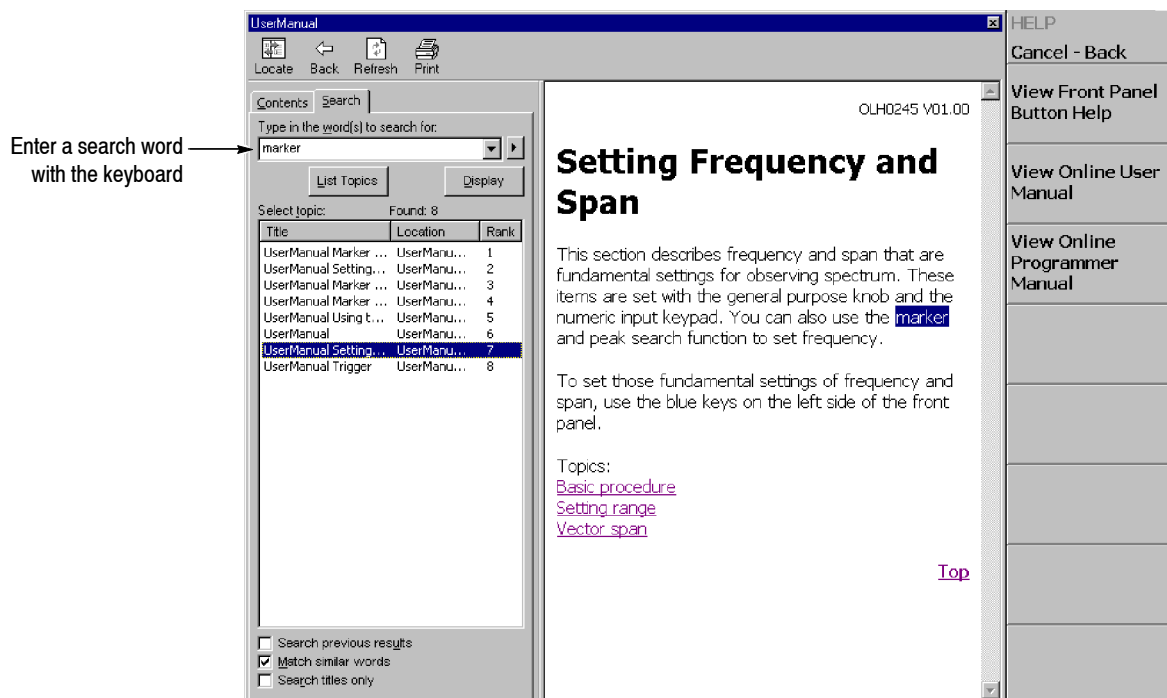 UserManual
Locate Back Refresh Print
Contents Search
Type in the word(s) to search for:
marker
List Topics Display
Select topic: Found: 8
Title Location Rank
UserManual Marker ... UserManu... 1
UserManual Setting... UserManu... 2
UserManual Marker ... UserManu... 3
UserManual Marker ... UserManu... 4
UserManual Using t... UserManu... 5
UserManual UserManu... 6
UserManual Setting... UserManu... 7
UserManual Trigger UserManu... 8
Search previous results
Match similar words
Search titles only
Enter a search word
with the keyboard
OLH0245 V01.00
Setting Frequency and
Span
This section describes frequency and span that are
fundamental settings for observing spectrum. These
items are set with the general purpose knob and the
numeric input keypad. You can also use the marker
and peak search function to set frequency.
To set those fundamental settings of frequency and
span, use the blue keys on the left side of the front
panel.
Topics:
Basic procedure
Setting range
Vector span
Top
HELP
Cancel - Back
View Front Panel
Button Help
View Online User
Manual
View Online
Programmer
Manual